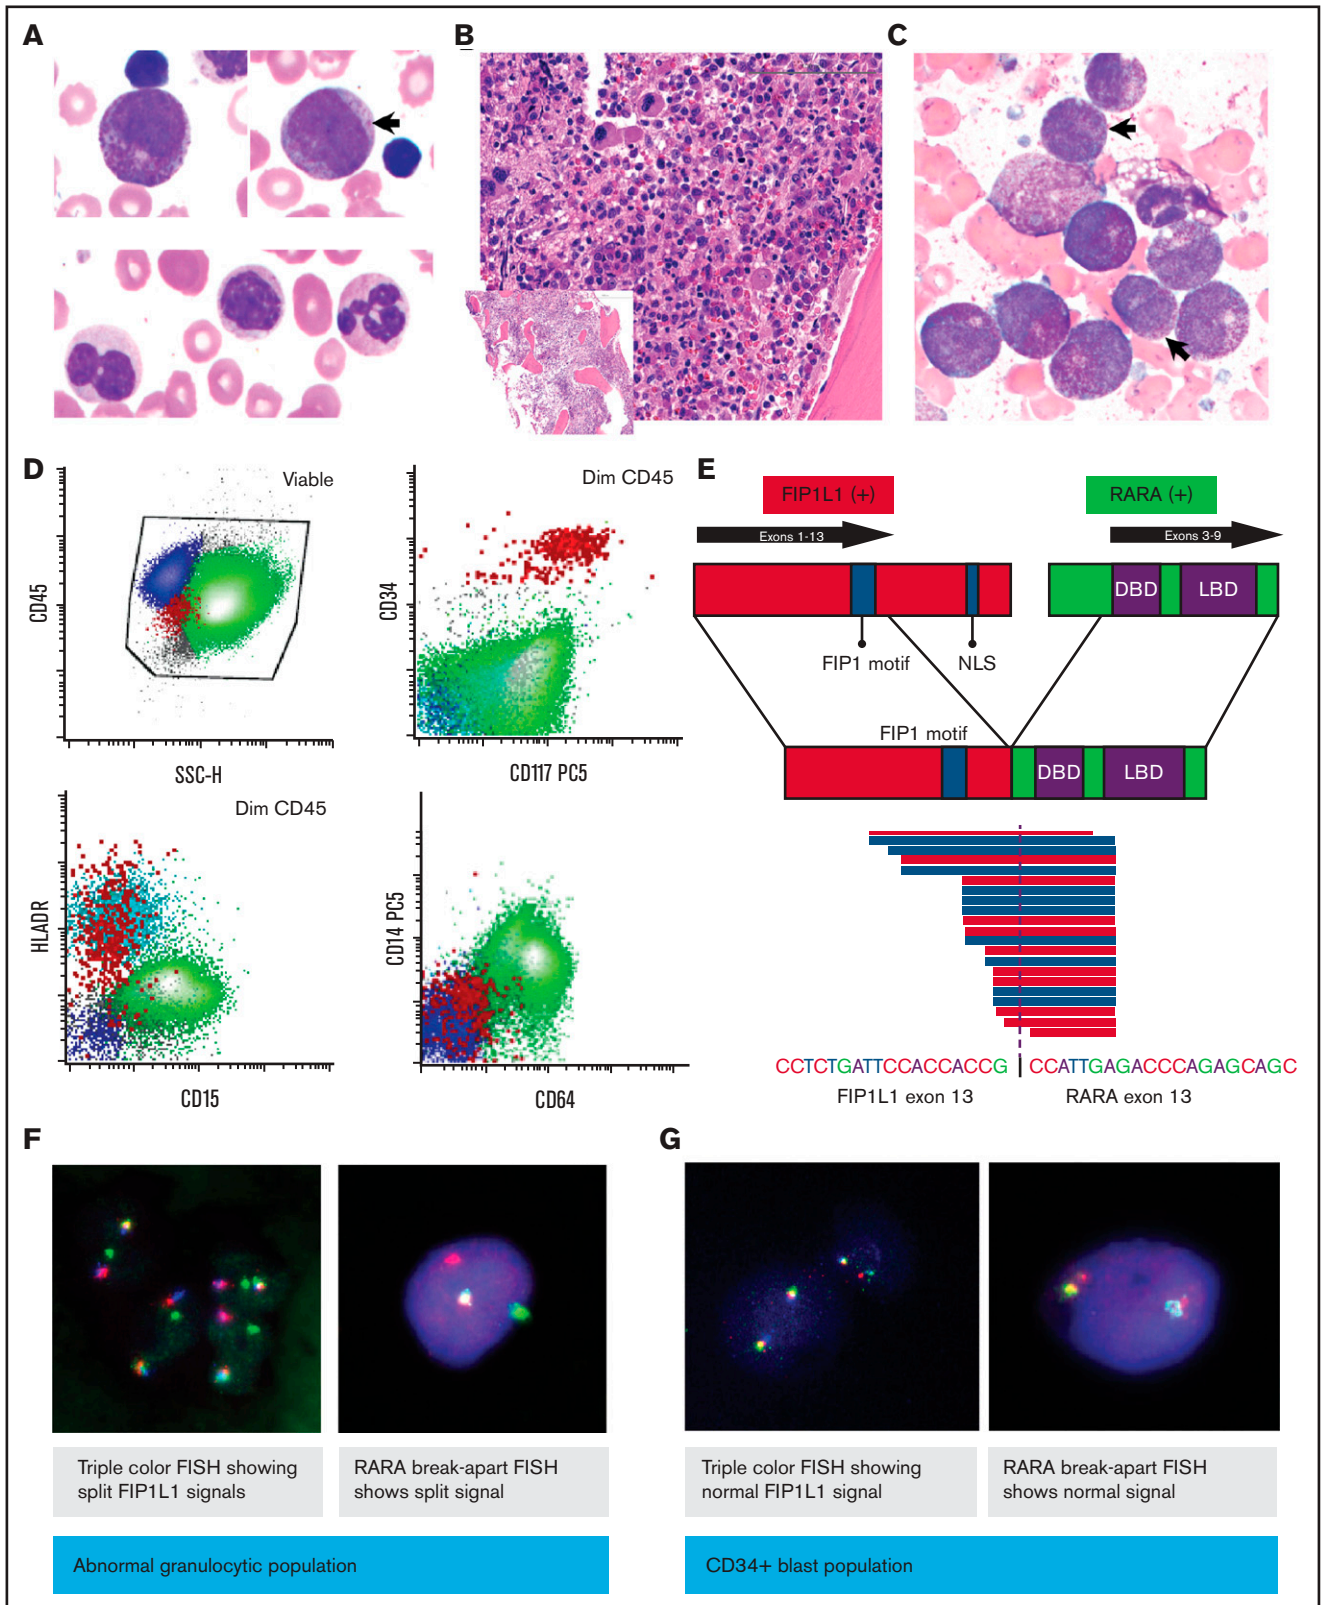 A
B
C
D
Viable
CD45
SSC-H
Dim CD45
CD34
CD117 PC5
Dim CD45
HLADR
CD15
CD14 PC5
CD64
E
FIP1L1 (+)
RARA (+)
Exons 1-13
Exons 3-9
DBD
LBD
FIP1 motif
NLS
FIP1 motif
DBD
LBD
CCTCTGATTCCACCACCG | CCATTGAGACCCAGAGCAGC
FIP1L1 exon 13
RARA exon 13
F
Triple color FISH showing
split FIP1L1 signals
RARA break-apart FISH
shows split signal
Abnormal granulocytic population
G
Triple color FISH showing
normal FIP1L1 signal
RARA break-apart FISH
shows normal signal
CD34+ blast population